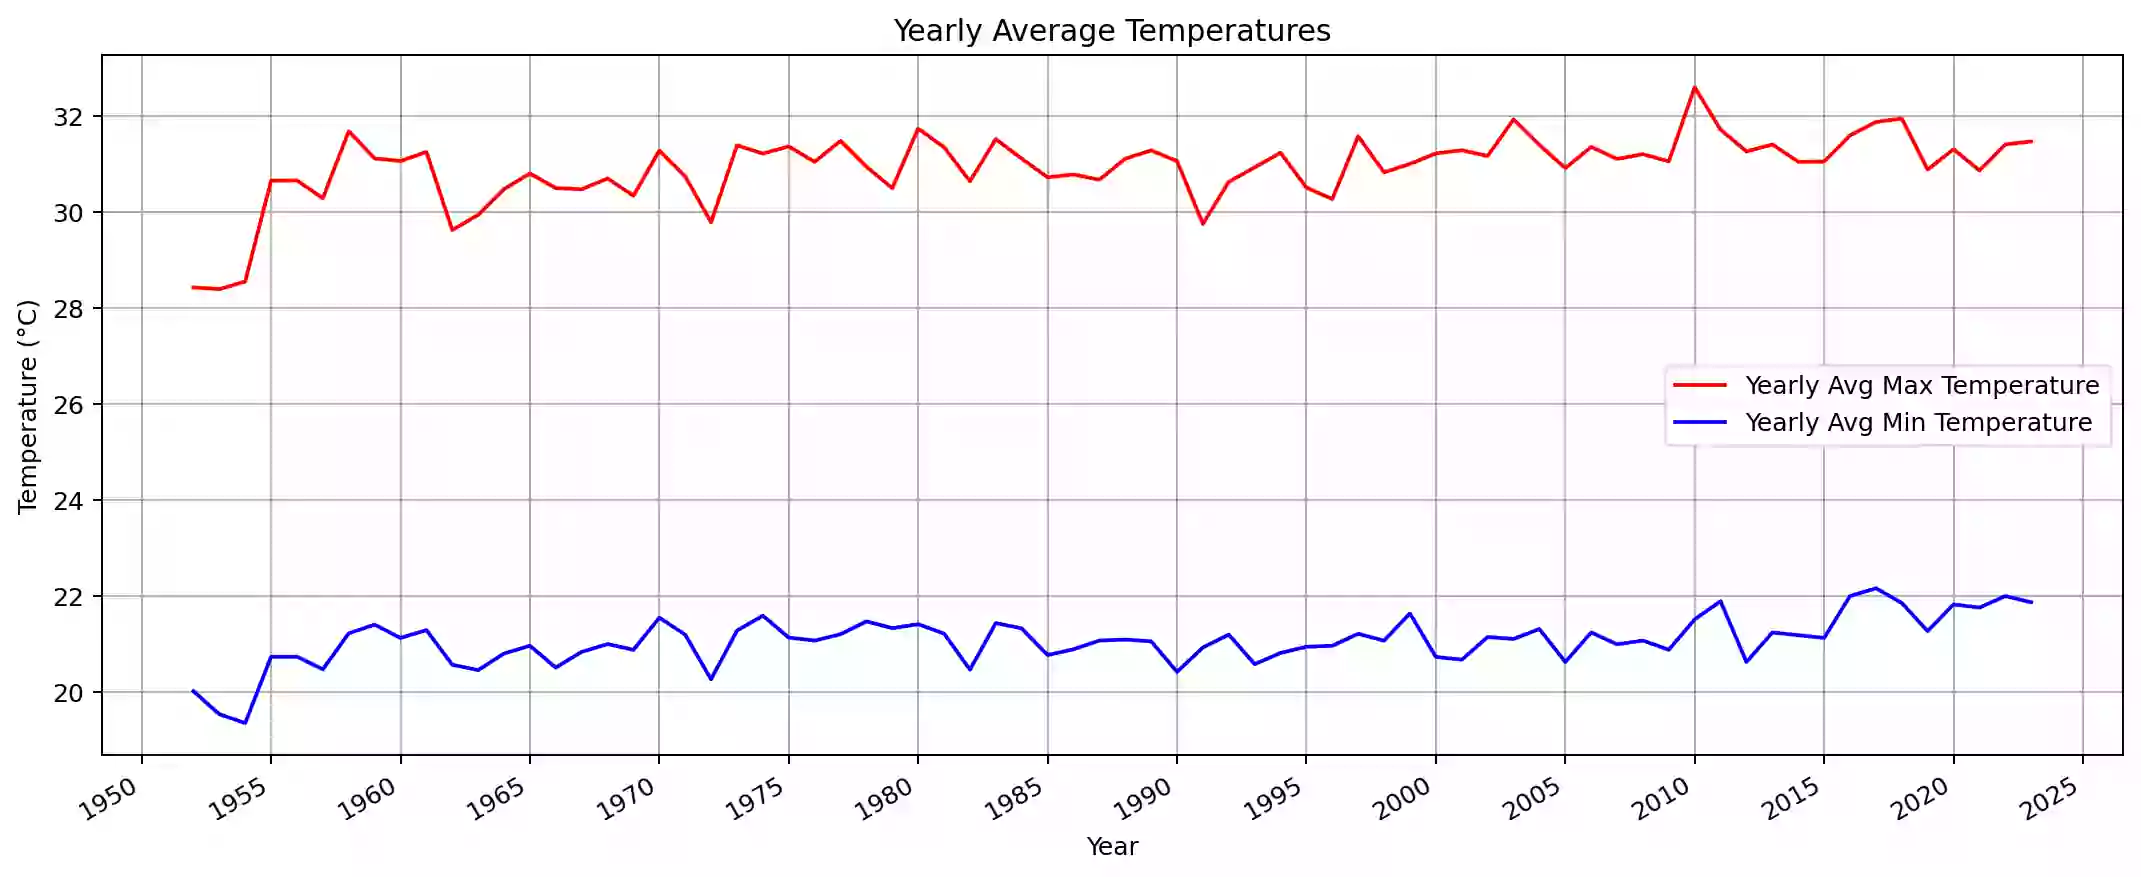 Yearly Average Temperatures
Temperature (°C)
32
30
28
26
24
22
20
Yearly Avg Max Temperature
Yearly Avg Min Temperature
1950 1955 1960 1965 1970 1975 1980 1985 1990 1995 2000 2005 2010 2015 2020 2025
Year